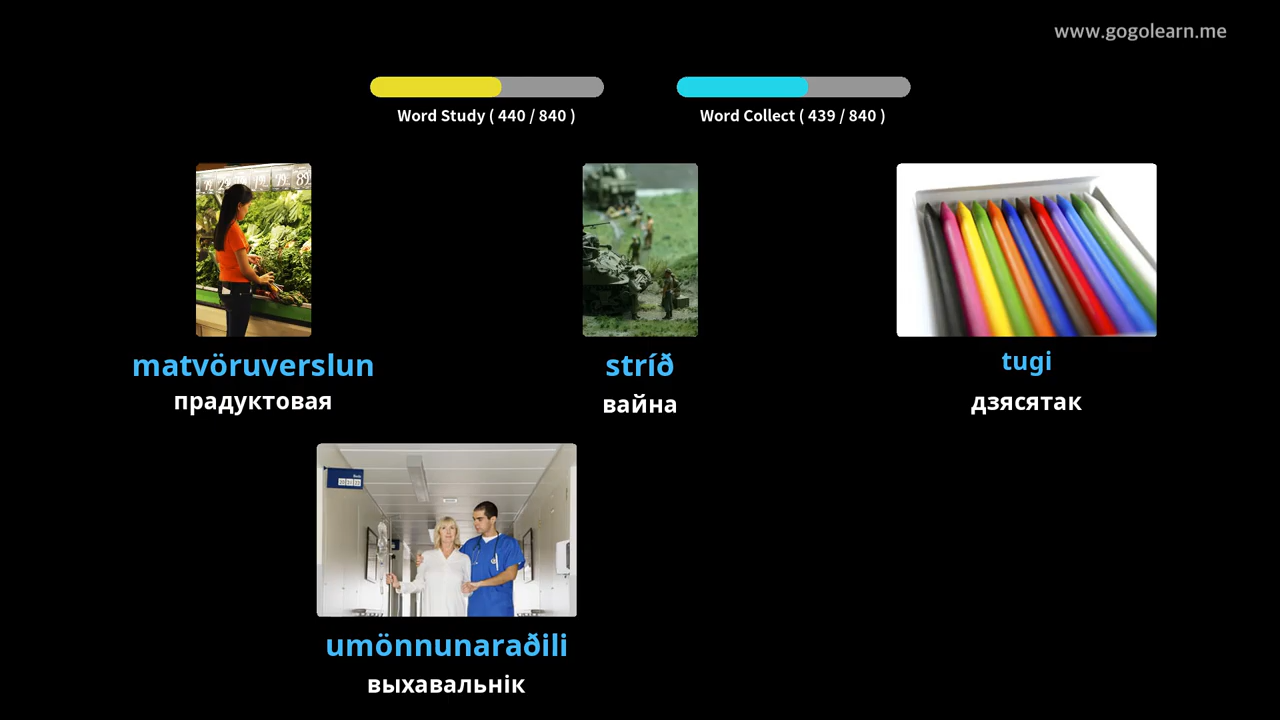 www.gogolearn.me
Word Study ( 440 / 840 )
Word Collect ( 439 / 840 )
matvöruverslun
прадуктовая
stríð
вайна
tugi
дзясятак
umönnunaraðili
выхавальнік